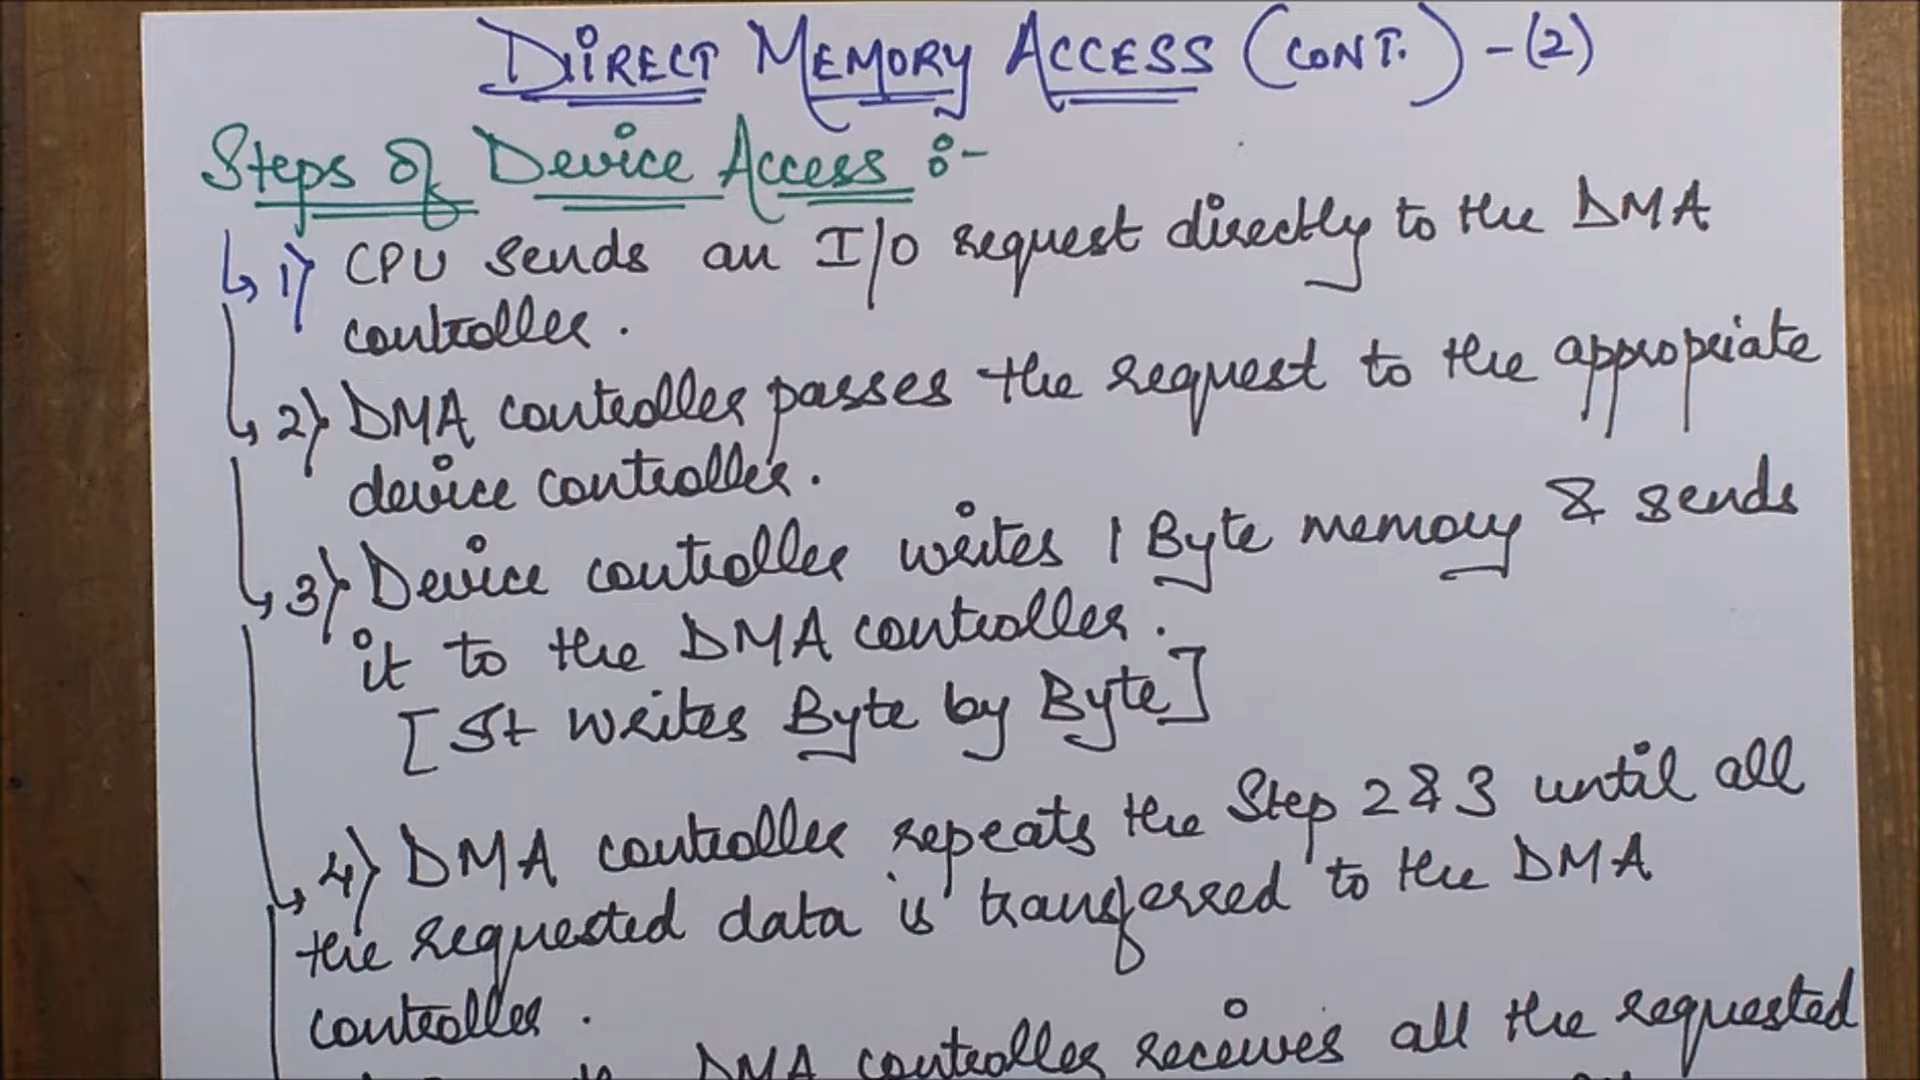 DIRECT MEMORY ACCESS (CONT.) - (2)
Steps of Device Access :-
1) CPU sends an I/O request directly to the DMA
controller.
2) DMA controller passes the request to the appropriate
device controller.
3) Device controller writes 1 Byte memory & sends
it to the DMA controller.
[It writes Byte by Byte]
4) DMA controller repeats the Step 2 & 3 until all
the requested data is transferred to the DMA
controller.
DMA controller receives all the requested